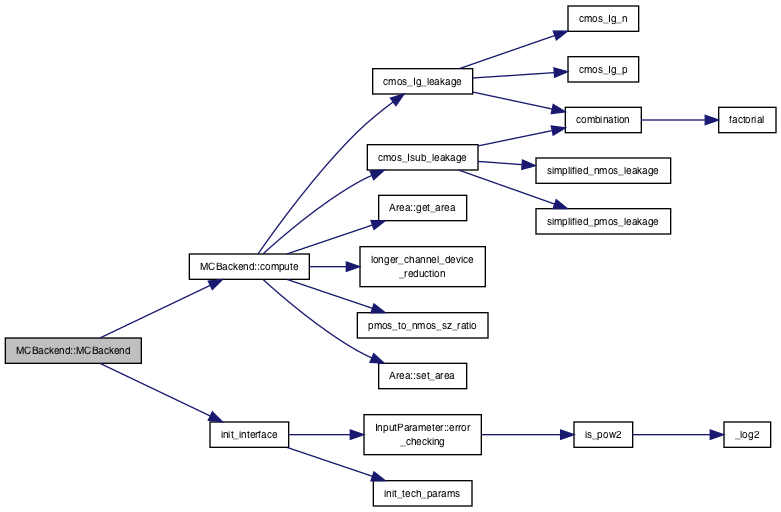 cmos_Ig_n
cmos_Ig_leakage
cmos_Ig_p
combination
factorial
cmos_Isub_leakage
simplified_nmos_leakage
Area::get_area
simplified_pmos_leakage
MCBackend::compute
longer_channel_device
_reduction
pmos_to_nmos_sz_ratio
MCBackend::MCBackend
Area::set_area
init_interface
InputParameter::error
_checking
is_pow2
_log2
init_tech_params